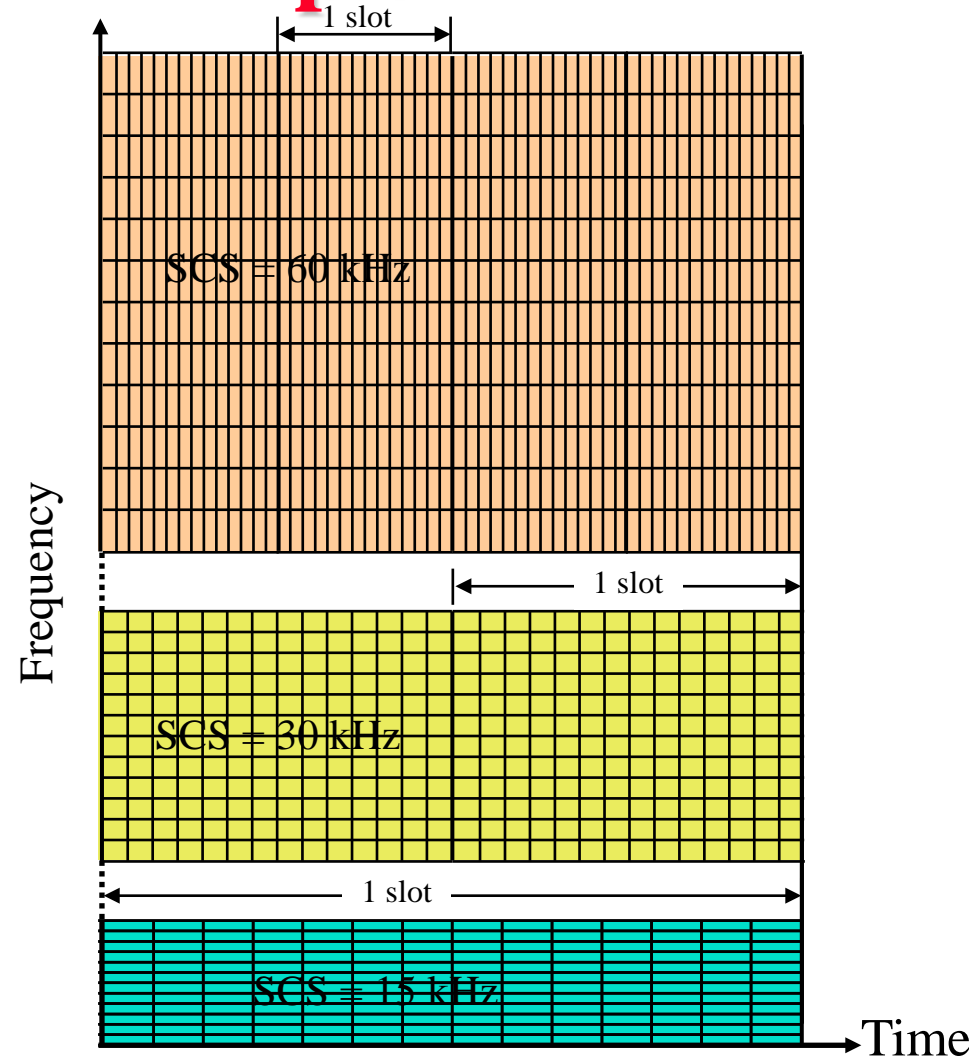 1 slot
SCS = 60 kHz
1 slot
Frequency
SCS = 30 kHz
1 slot
SCS = 15 kHz
Time